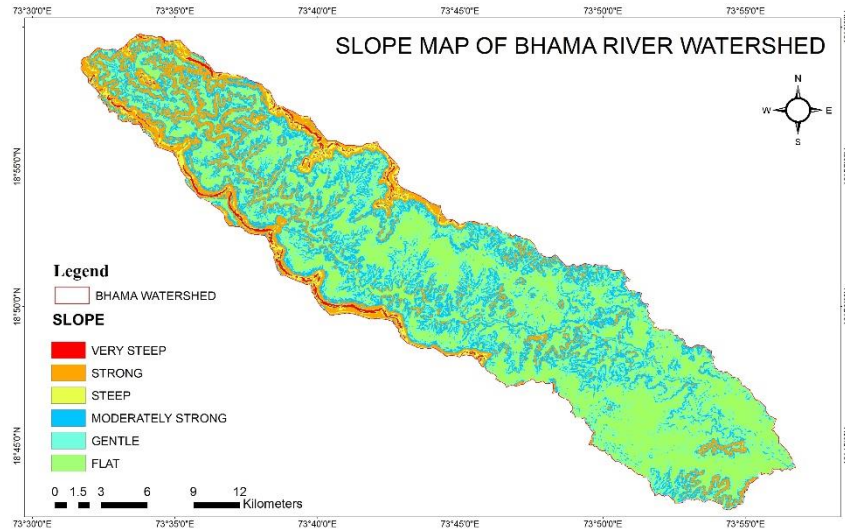 73°30'0"E 73°35'0"E 73°40'0"E 73°45'0"E 73°50'0"E 73°55'0"E
SLOPE MAP OF BHAMA RIVER WATERSHED
N
W E
S
18°55'0"N
18°50'0"N
18°45'0"N
Legend
BHAMA WATERSHED
SLOPE
VERY STEEP
STRONG
STEEP
MODERATELY STRONG
GENTLE
FLAT
0 1.5 3 6 9 12
Kilometers
73°30'0"E 73°35'0"E 73°40'0"E 73°45'0"E 73°50'0"E 73°55'0"E